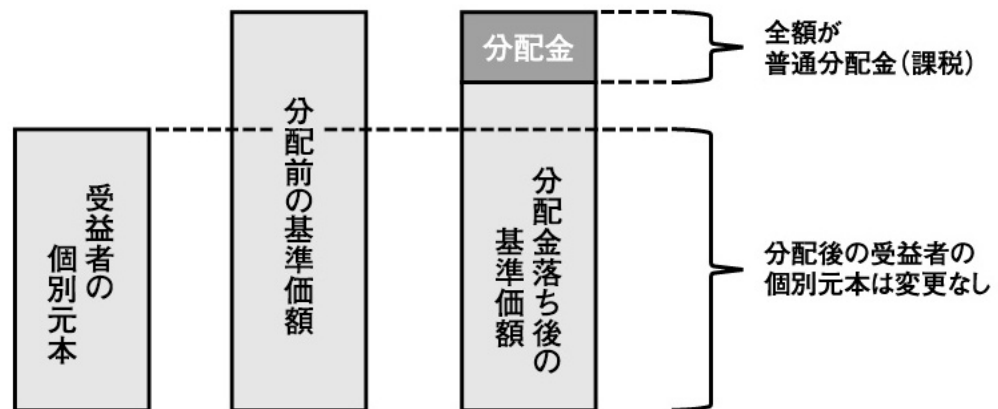 受益者の
個別元本
分配前の基準価額
分配金
分配金落ち後の
基準価額
全額が
普通分配金(課税)
分配後の受益者の
個別元本は変更なし